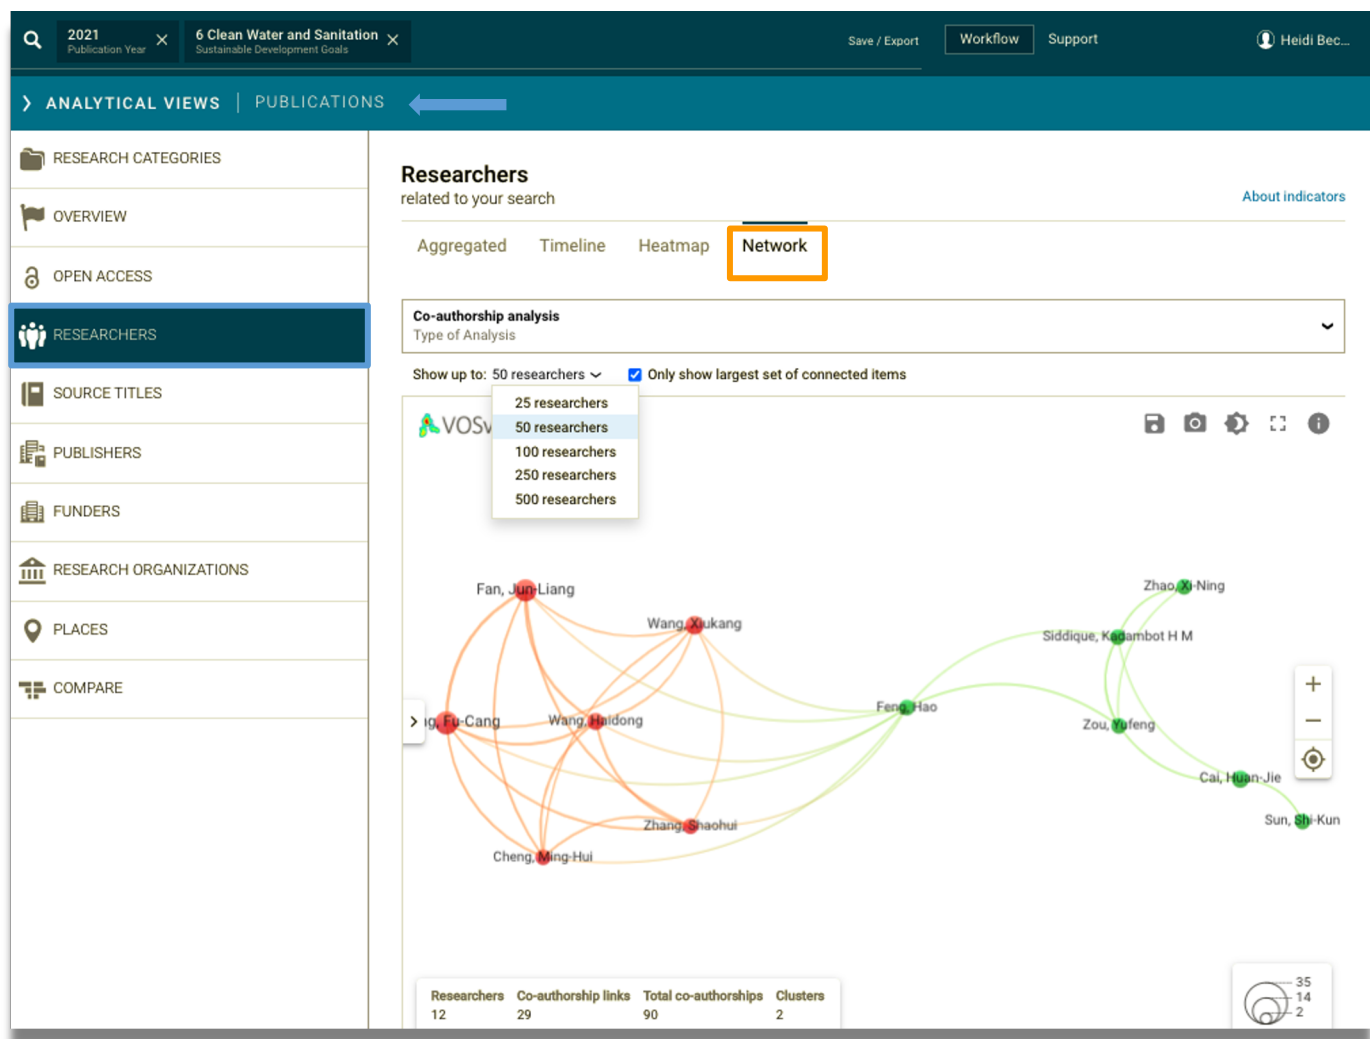 2021
Publication Year
6 Clean Water and Sanitation
Sustainable Development Goals
Save / Export
Workflow
Support
Heidi Bec...
ANALYTICAL VIEWS
PUBLICATIONS
RESEARCH CATEGORIES
OVERVIEW
OPEN ACCESS
RESEARCHERS
SOURCE TITLES
PUBLISHERS
FUNDERS
RESEARCH ORGANIZATIONS
PLACES
COMPARE
Researchers
related to your search
About indicators
Aggregated Timeline Heatmap Network
Co-authorship analysis
Type of Analysis
Show up to: 50 researchers
Only show largest set of connected items
25 researchers
50 researchers
100 researchers
250 researchers
500 researchers
VOSv
Fan, Jun-Liang
Zhao, Xi-Ning
Wang, Xiukang
Siddique, Kadambot H M
Feng, Hao
g, Fu-Cang
Wang, Haidong
Zou, Yufeng
Cai, Huan-Jie
Zhang, Shaohui
Sun, Shi-Kun
Cheng, Ming-Hui
Researchers Co-authorship links Total co-authorships Clusters
12 29 90 2
35
14
2